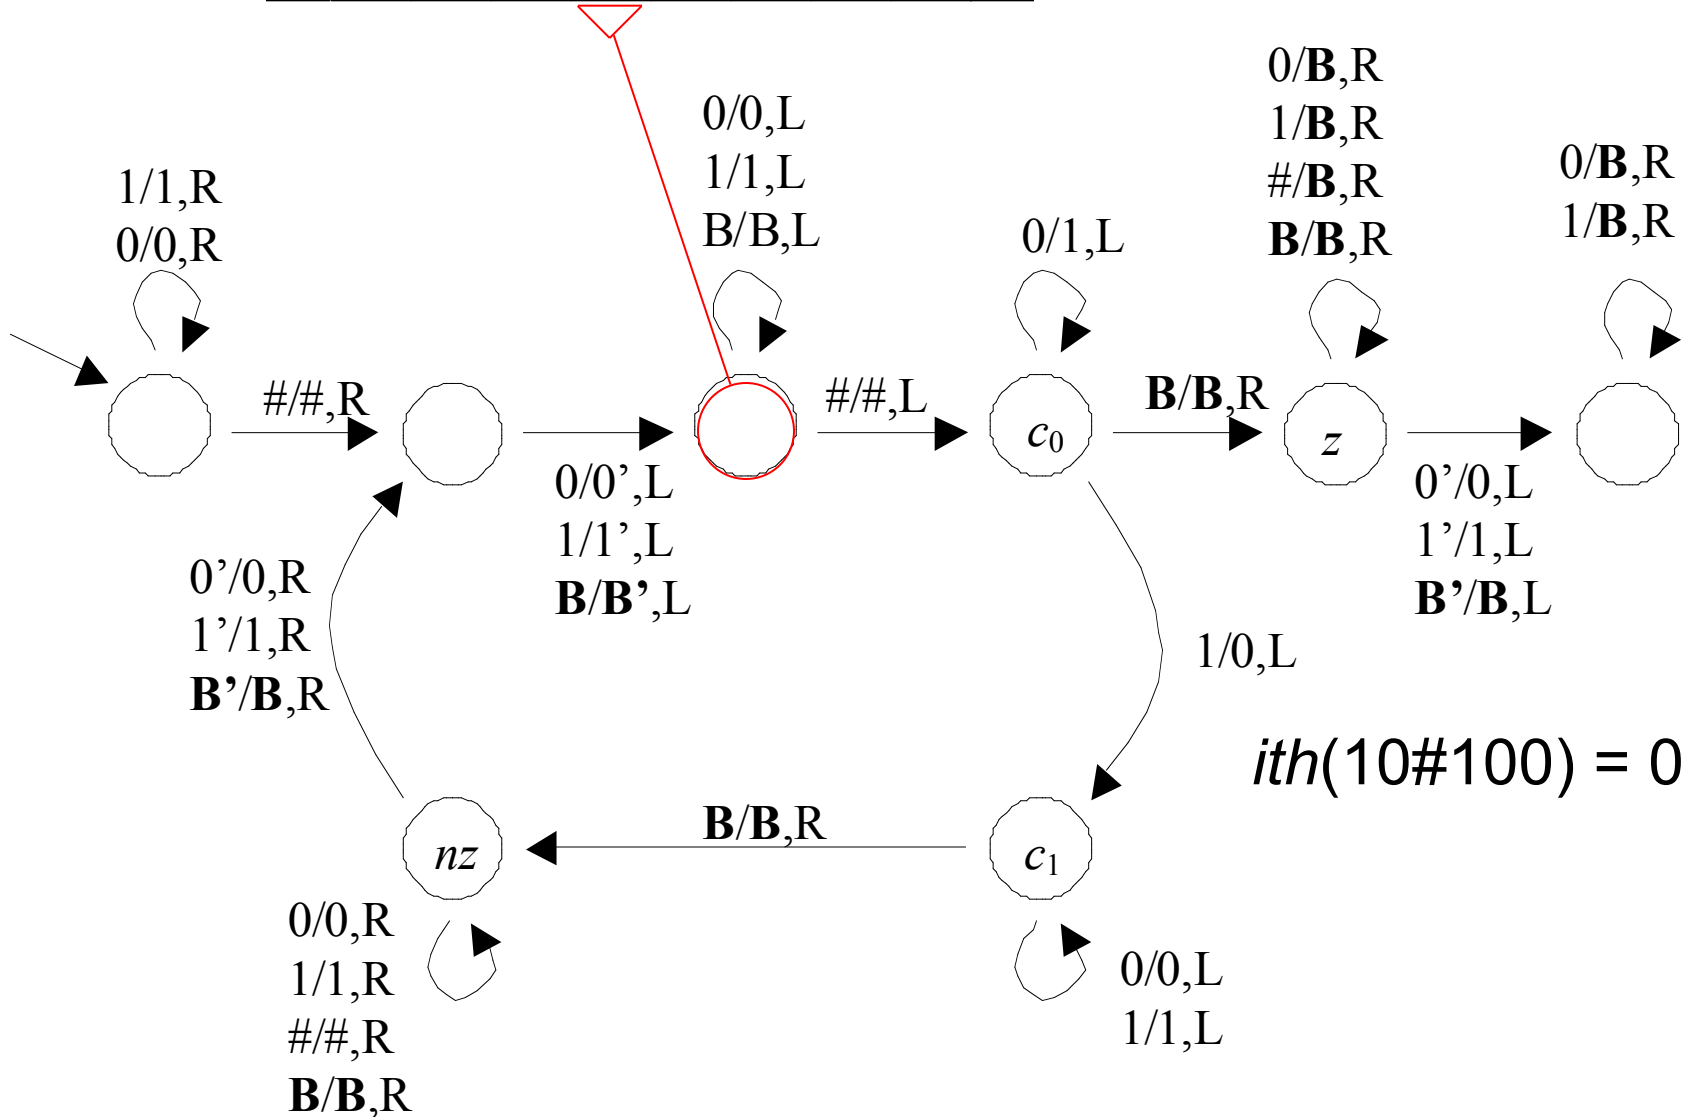 0/B,R
1/B,R
#/B,R
B/B,R
0/0,L
1/1,L
B/B,L
0/B,R
1/B,R
1/1,R
0/0,R
0/1,L
#/#,R
#/#,L
B/B,R
c0
z
0/0’,L
1/1’,L
B/B’,L
0’/0,L
1’/1,L
B’/B,L
0’/0,R
1’/1,R
B’/B,R
1/0,L
ith(10#100) = 0
B/B,R
nz
c1
0/0,R
1/1,R
#/#,R
B/B,R
0/0,L
1/1,L